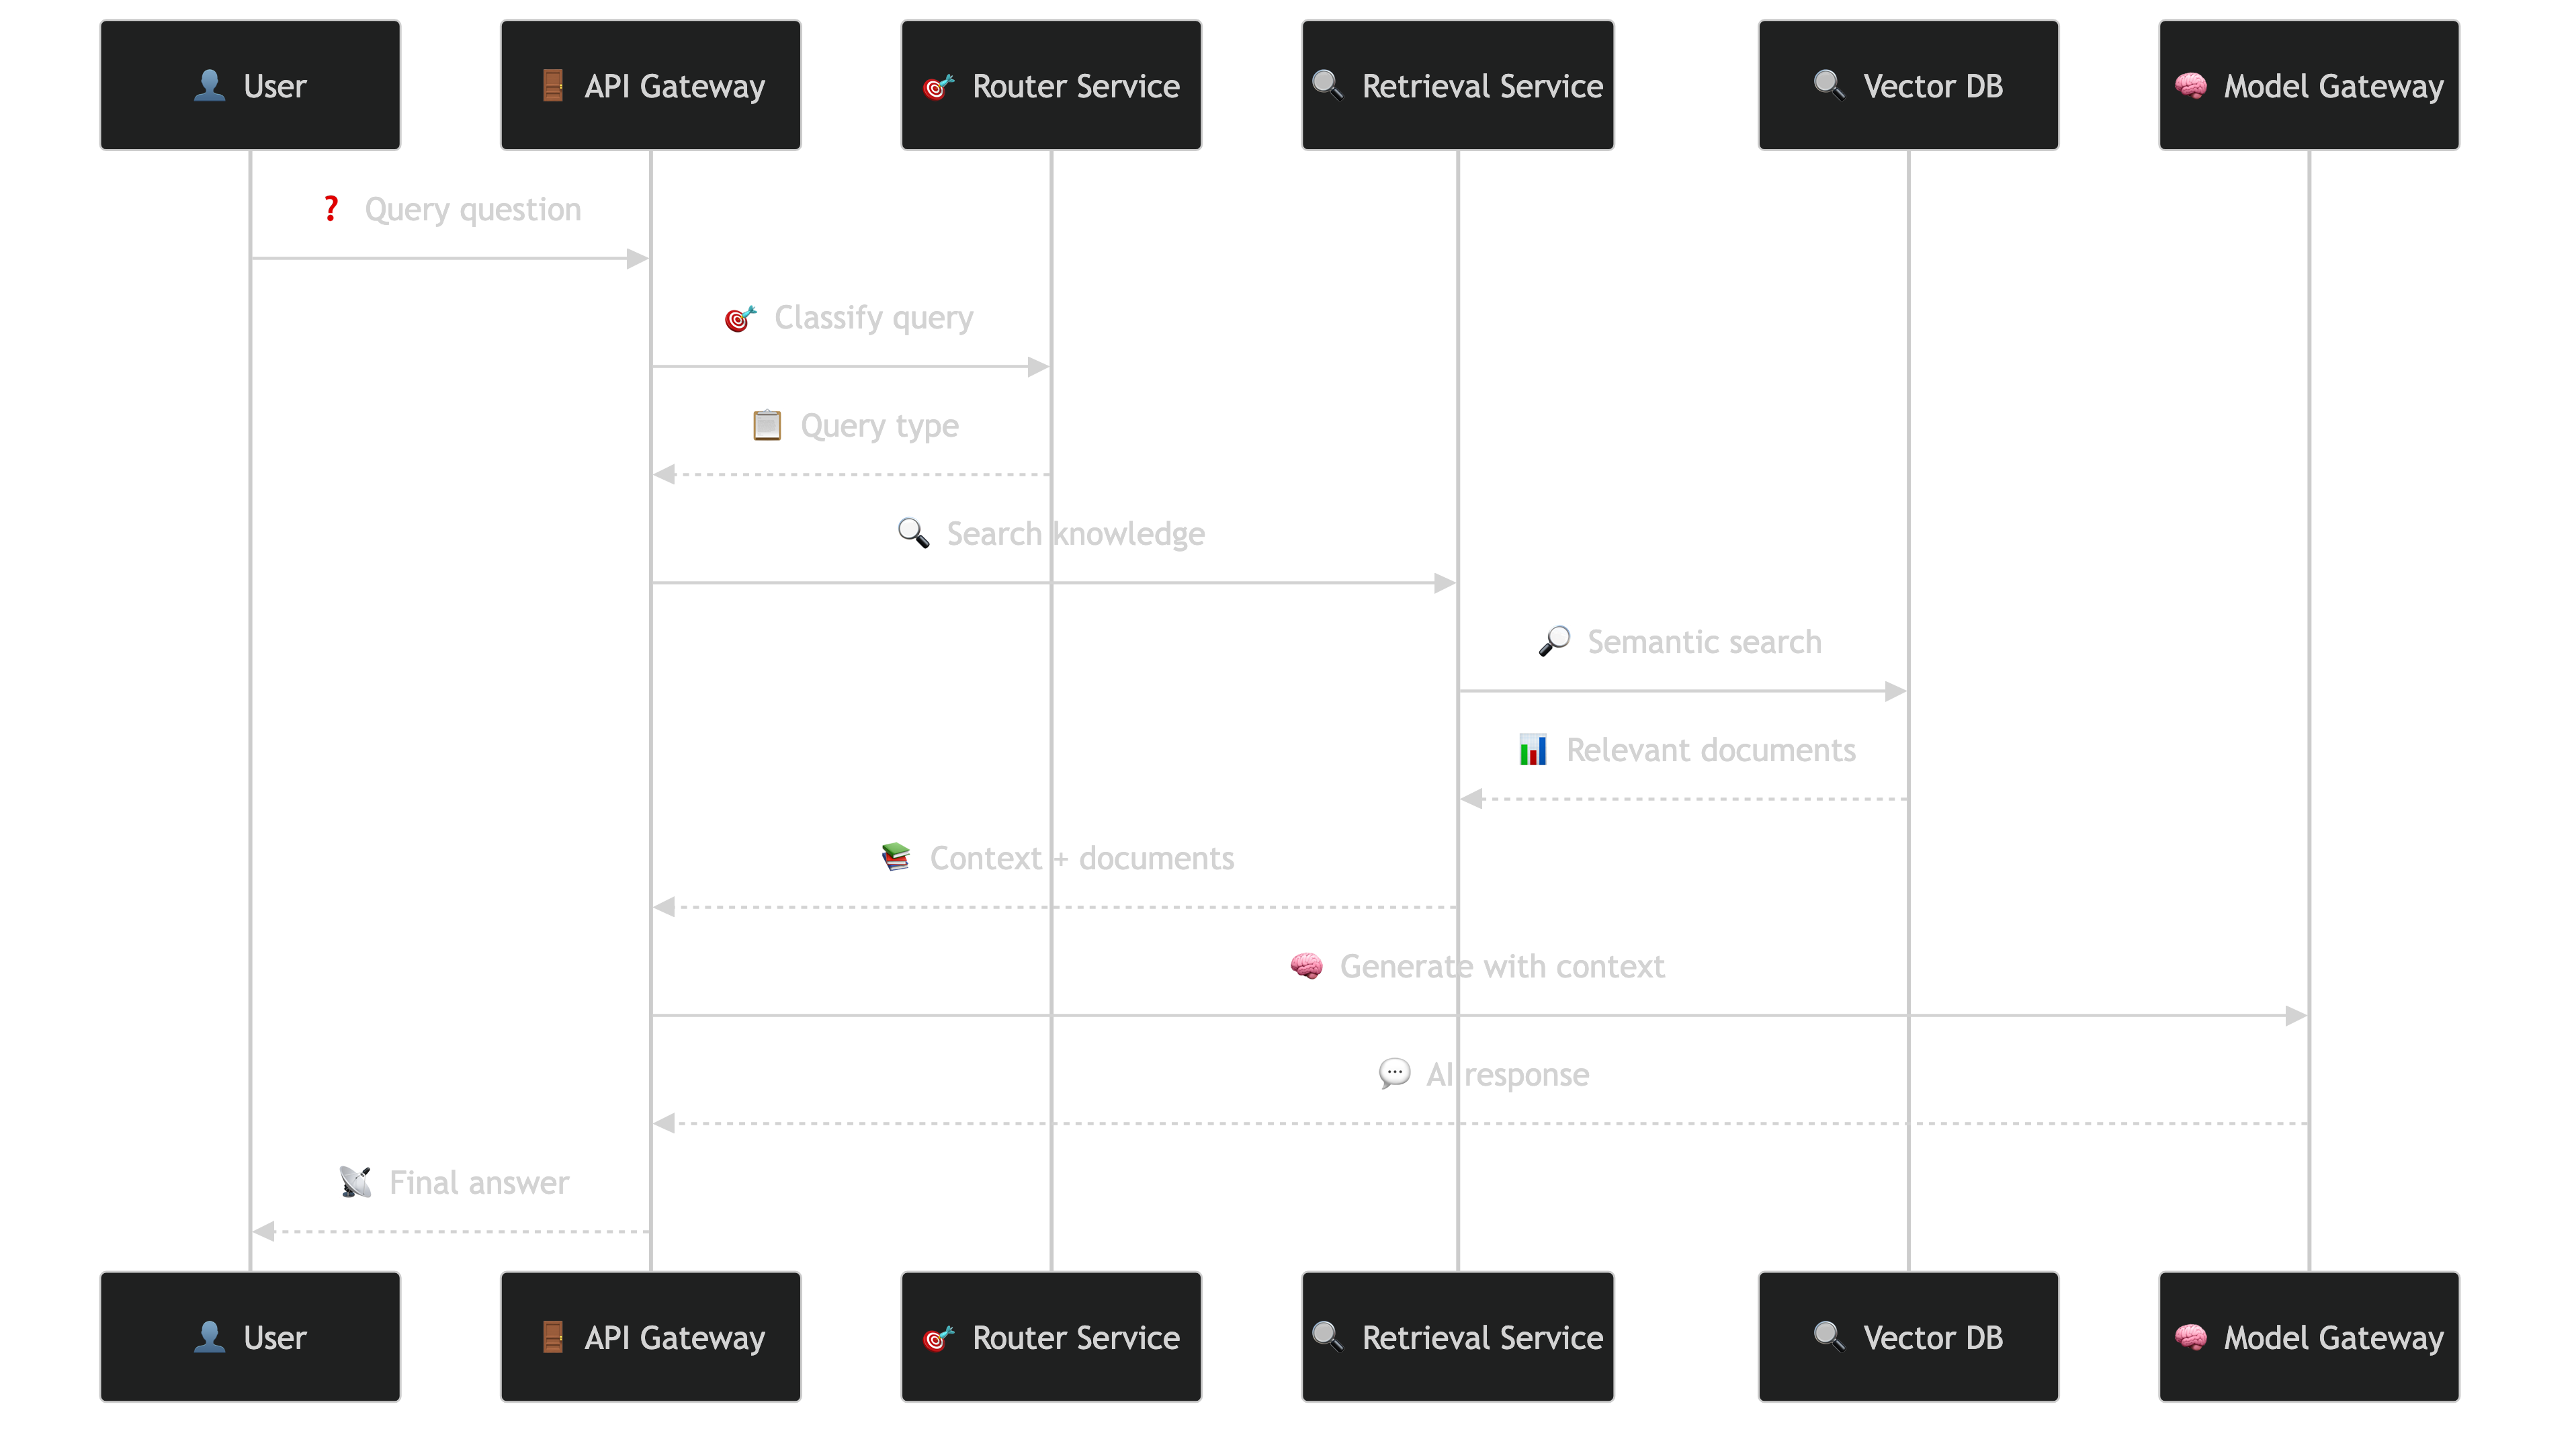 👤 User
🚪 API Gateway
🎯 Router Service
🔍 Retrieval Service
🔍 Vector DB
🧠 Model Gateway
❓ Query question
🎯 Classify query
📋 Query type
🔍 Search knowledge
🔎 Semantic search
📊 Relevant documents
📚 Context + documents
🧠 Generate with context
💬 AI response
📡 Final answer
👤 User
🚪 API Gateway
🎯 Router Service
🔍 Retrieval Service
🔍 Vector DB
🧠 Model Gateway